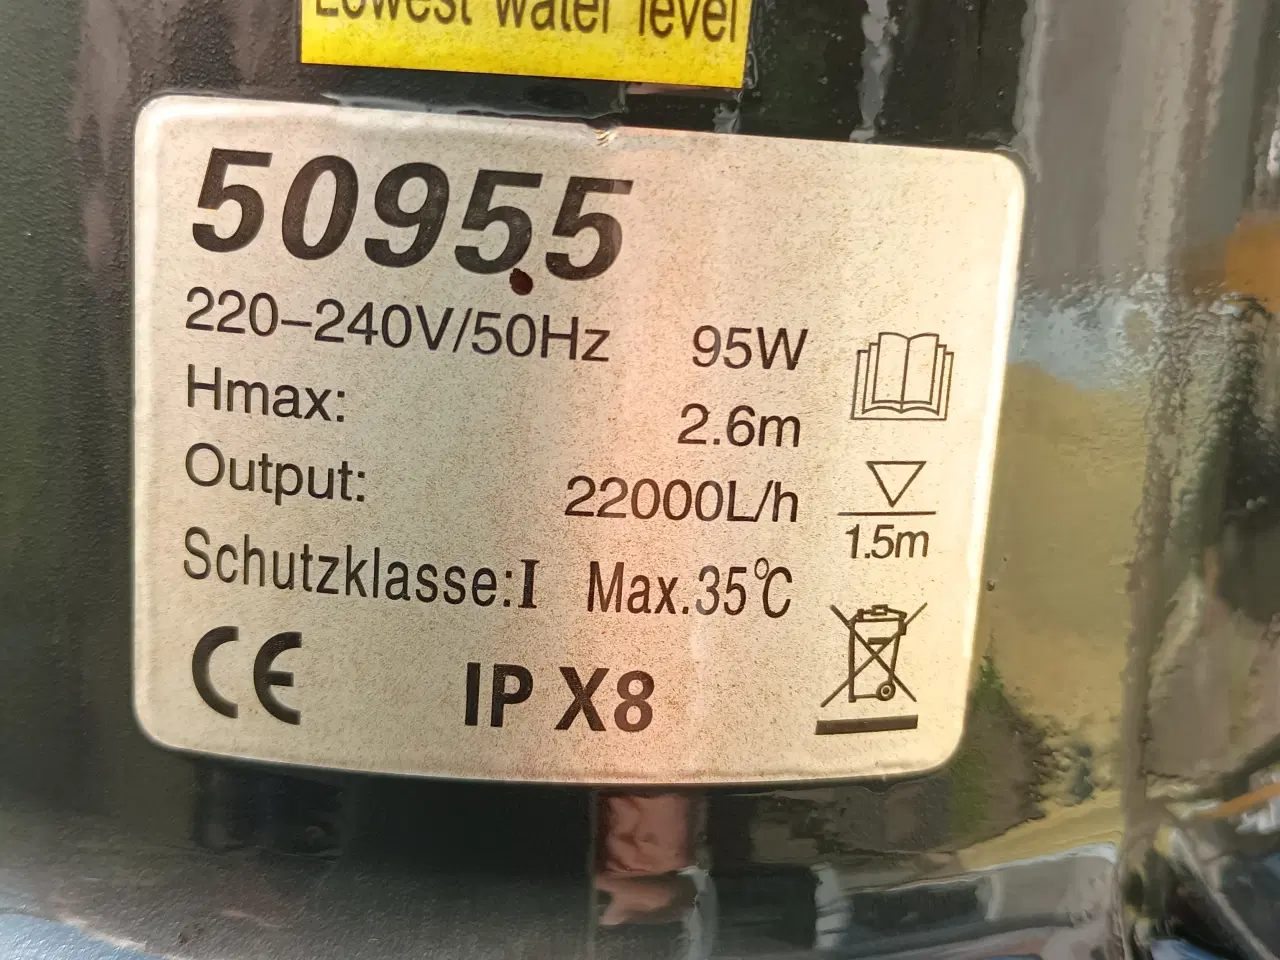 Lowest water level
50955
220–240V/50Hz 95W
Hmax: 2.6m
Output: 22000L/h
1.5m
Schutzklasse:I Max.35℃
CE IP X8